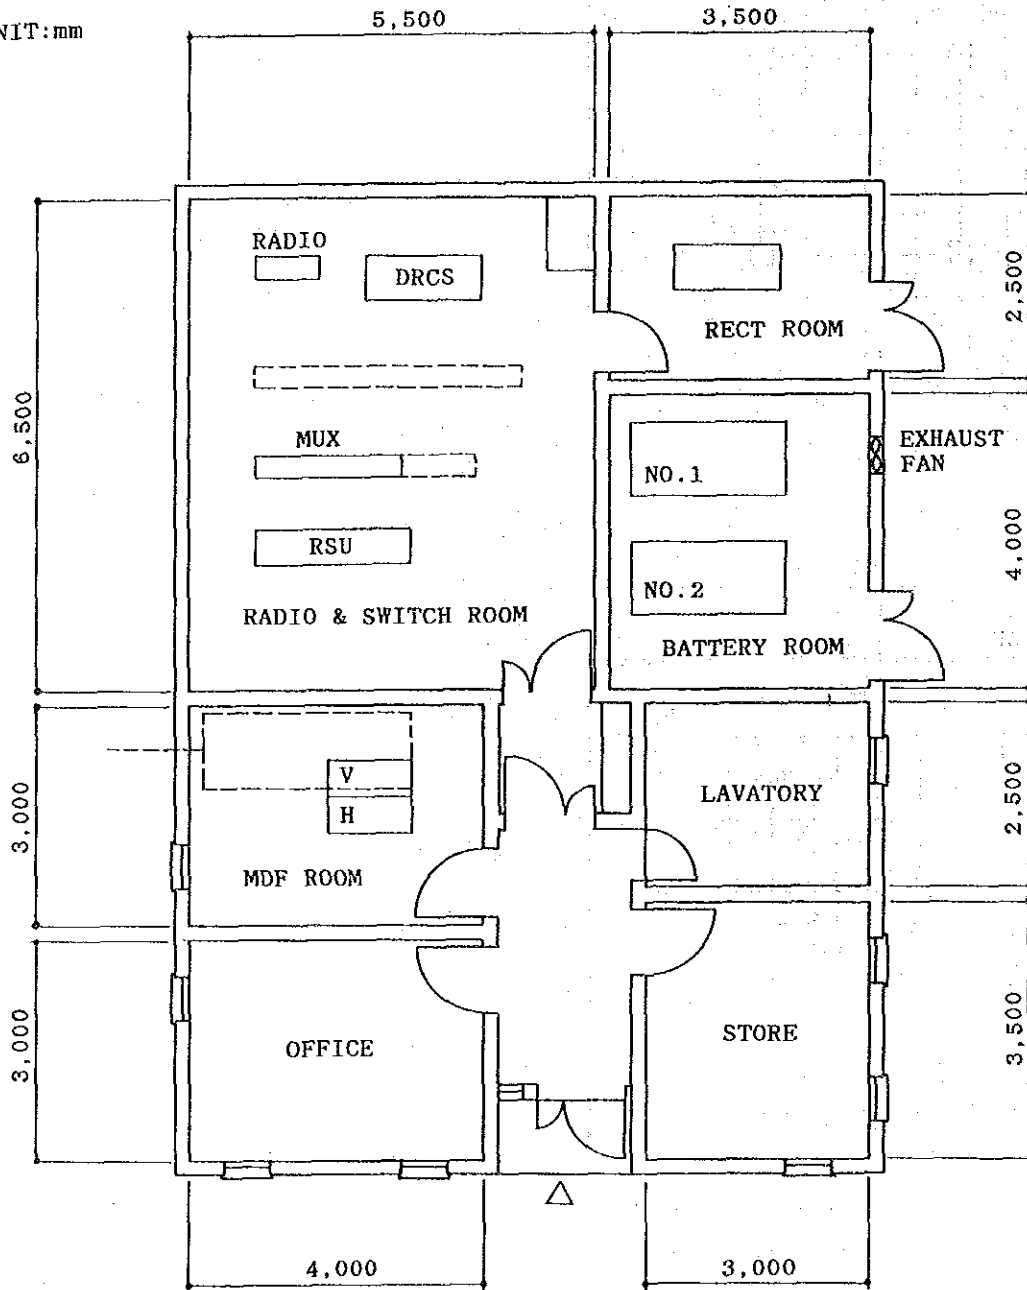 NIT:mm
5,500
3,500
RADIO
DRCS
RECT ROOM
2,500
6,500
MUX
EXHAUST
FAN
NO.1
RSU
NO.2
4,000
RADIO & SWITCH ROOM
BATTERY ROOM
V
H
LAVATORY
3,000
2,500
MDF ROOM
OFFICE
STORE
3,000
3,500
4,000
3,000